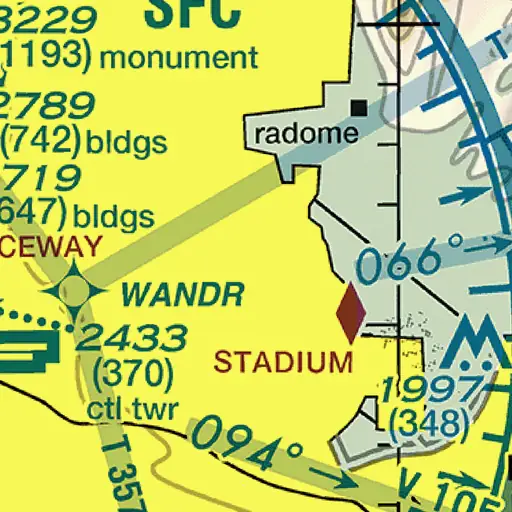 SFC
3229
(1193) monument
2789
(742) bldgs
719
647) bldgs
radome
CEWAY
066°
WANDR
2433
(370)
ctl twr
STADIUM
1997
(348)
094°
T 357
V 105
T